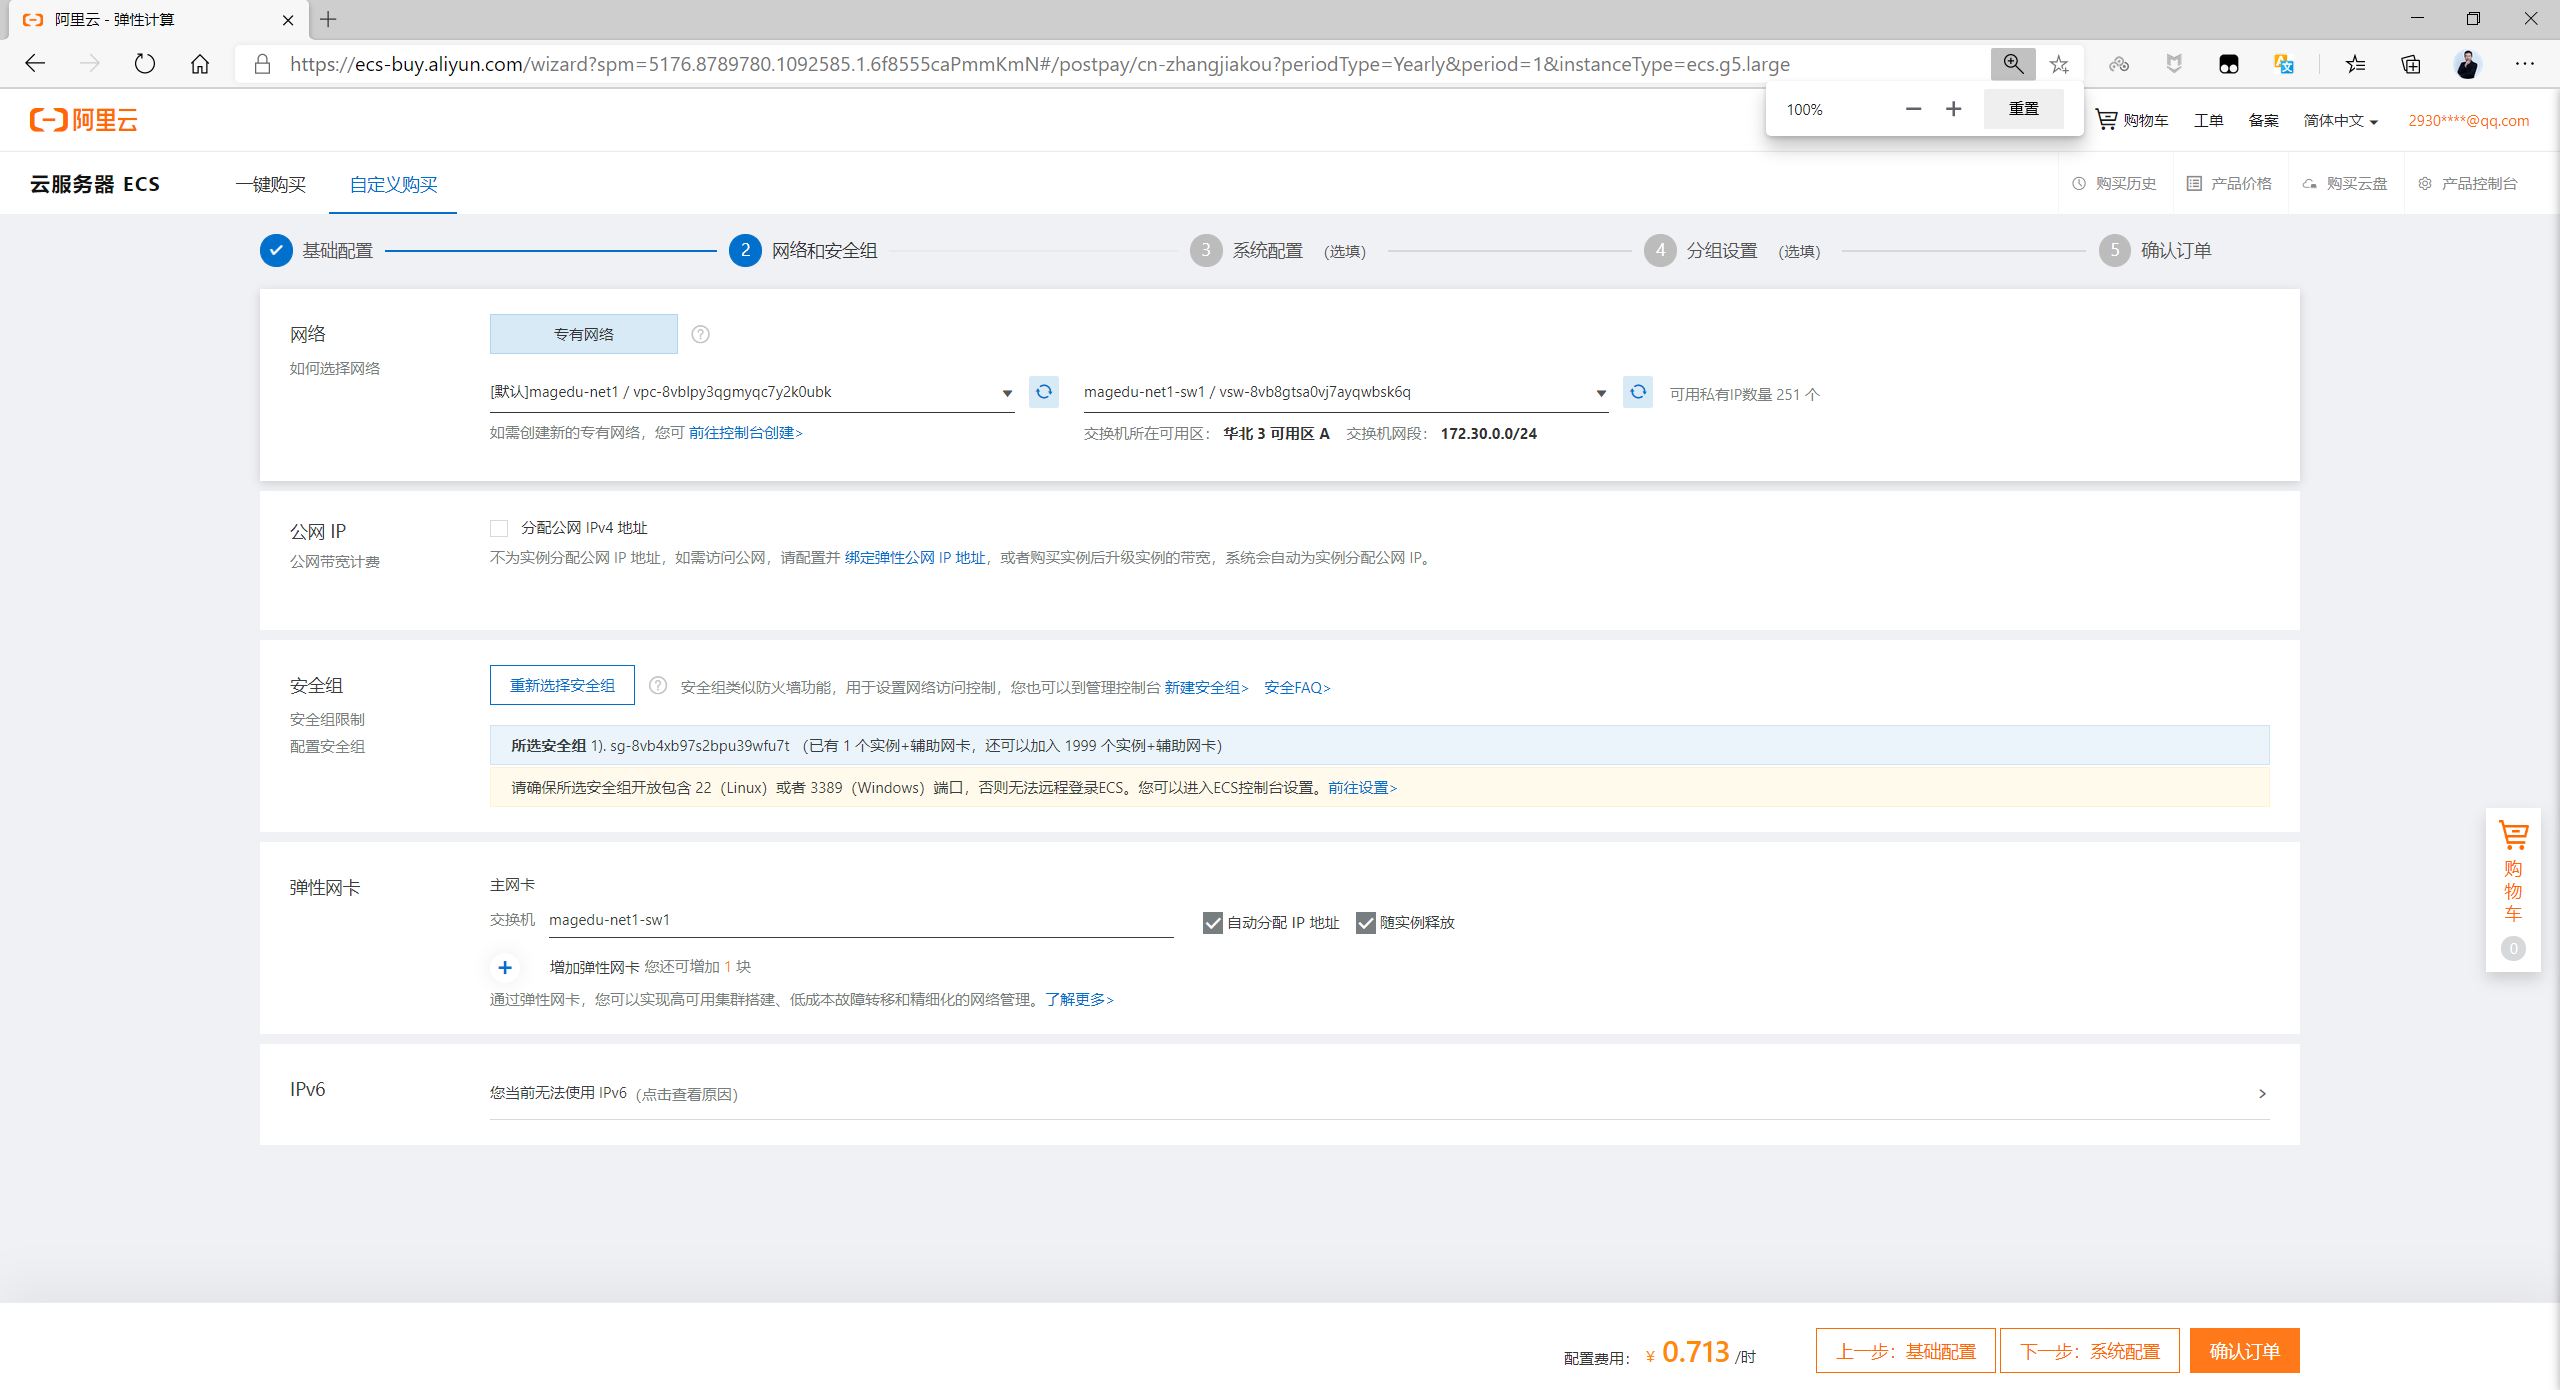 阿里云 - 弹性计算
https://ecs-buy.aliyun.com/wizard?spm=5176.8789780.1092585.1.6f8555caPmmKmN#/postpay/cn-zhangjiakou?periodType=Yearly&period=1&instanceType=ecs.g5.large
100% 重置
阿里云 购物车 工单 备案 简体中文 2930****@qq.com
云服务器 ECS 一键购买 自定义购买 购买历史 产品价格 购买云盘 产品控制台
基础配置 2 网络和安全组 3 系统配置 (选填) 4 分组设置 (选填) 5 确认订单
网络 专有网络
如何选择网络
[默认]magedu-net1 / vpc-8vblpy3qgmyqc7y2k0ubk magedu-net1-sw1 / vsw-8vb8gtsa0vj7ayqwbsk6q 可用私有IP数量 251 个
如需创建新的专有网络，您可 前往控制台创建> 交换机所在可用区： 华北 3 可用区 A 交换机网段： 172.30.0.0/24
公网 IP 分配公网 IPv4 地址
公网带宽计费 不为实例分配公网 IP 地址，如需访问公网，请配置并 绑定弹性公网 IP 地址，或者购买实例后升级实例的带宽，系统会自动为实例分配公网 IP。
安全组 重新选择安全组 安全组类似防火墙功能，用于设置网络访问控制，您也可以到管理控制台 新建安全组> 安全FAQ>
安全组限制
配置安全组 所选安全组 1). sg-8vb4xb97s2bpu39wfu7t （已有 1 个实例+辅助网卡，还可以加入 1999 个实例+辅助网卡）
请确保所选安全组开放包含 22（Linux）或者 3389（Windows）端口，否则无法远程登录ECS。您可以进入ECS控制台设置。前往设置>
弹性网卡 主网卡
交换机 magedu-net1-sw1 自动分配 IP 地址 随实例释放
增加弹性网卡 您还可增加 1 块
通过弹性网卡，您可以实现高可用集群搭建、低成本故障转移和精细化的网络管理。了解更多>
购
物
车
0
IPv6 您当前无法使用 IPv6 (点击查看原因)
配置费用： ¥ 0.713 /时 上一步：基础配置 下一步：系统配置 确认订单